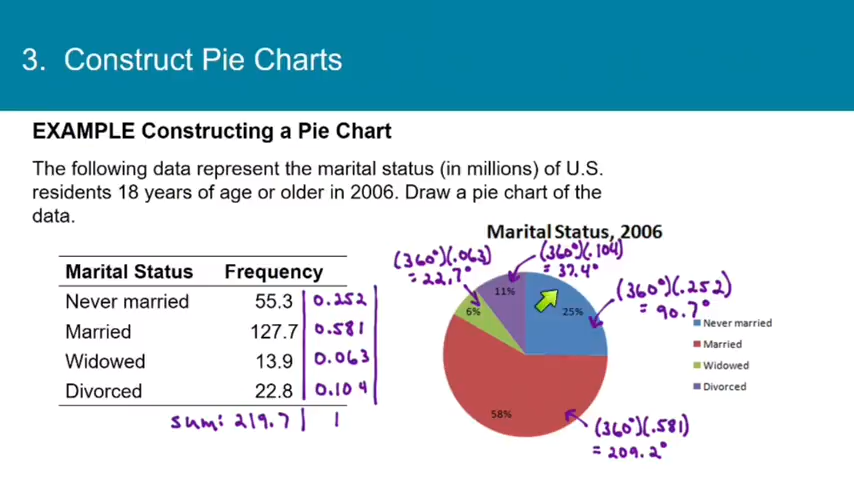 3. Construct Pie Charts
EXAMPLE Constructing a Pie Chart
The following data represent the marital status (in millions) of U.S.
residents 18 years of age or older in 2006. Draw a pie chart of the
data.
Marital Status Frequency
Never married 55.3 0.252
Married 127.7 0.581
Widowed 13.9 0.063
Divorced 22.8 0.104
sum: 219.7 1
Marital Status, 2006
(360°)(.063)
= 22.7°
(360°)(.104)
= 37.4°
(360°)(.252)
= 90.7°
11%
6%
25%
58%
Never married
Married
Widowed
Divorced
(360°)(.581)
= 209.2°